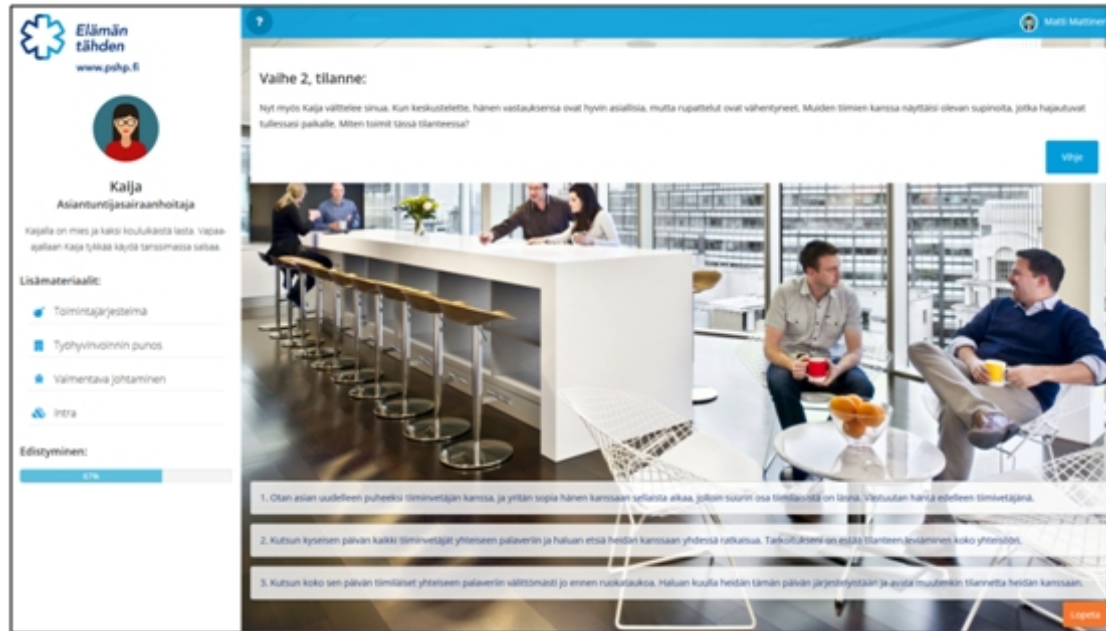 Elämän
tähden
www.pshp.fi
?
Matti Mattinen
Kaija
Asiantuntijasairaanhoitaja
Kaijalla on mies ja kaksi kouluikäistä lasta. Vapaa-
ajallaan Kaija tykkää käydä tanssimassa salsaa.
Lisämateriaalit:
Toimintajärjestelmä
Työhyvinvoinnin punos
Valmentava johtaminen
Intra
Edistyminen:
67%
Vaihe 2, tilanne:
Nyt myös Kaija välttelee sinua. Kun keskustelette, hänen vastauksensa ovat hyvin asiallisia, mutta rupattelut ovat vähentyneet. Muiden tiimien kanssa näyttäisi olevan supinoita, jotka hajautuvat
tullessasi paikalle. Miten toimit tässä tilanteessa?
Vihje
1. Otan asian uudelleen puheeksi tiiminvetäjän kanssa, ja yritän sopia hänen kanssaan sellaista aikaa, jolloin suurin osa tiimiläisistä on läsnä. Vastuutan häntä edelleen tiimivetäjänä.
2. Kutsun kyseisen päivän kaikki tiiminvetäjät yhteiseen palaveriin ja haluan etsiä heidän kanssaan yhdessä ratkaisua. Tarkoitukseni on estää tilanteen leviäminen koko yhteisöön.
3. Kutsun koko sen päivän tiimiläiset yhteiseen palaveriin välittömästi jo ennen ruokataukoa. Haluan kuulla heidän tämän päivän järjestelyistään ja avata muutenkin tilannetta heidän kanssaan.
Lopeta